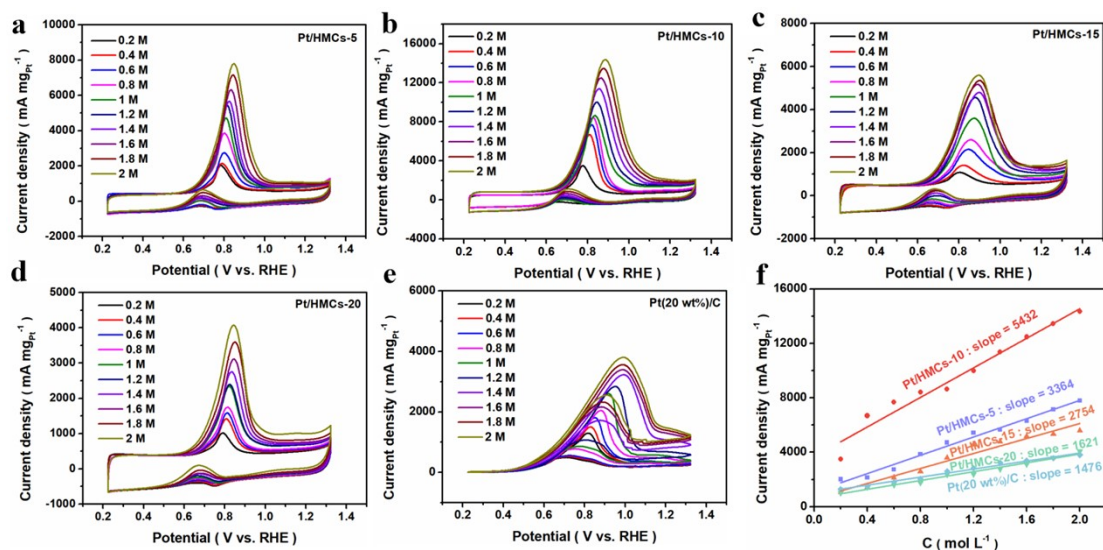 a
Pt/HMCs-5
0.2 M
0.4 M
0.6 M
0.8 M
1 M
1.2 M
1.4 M
1.6 M
1.8 M
2 M
10000
8000
6000
4000
2000
0
-2000
0.2 0.4 0.6 0.8 1.0 1.2 1.4
Current density ( mA mgPt-1 )
Potential ( V vs. RHE )
b
Pt/HMCs-10
0.2 M
0.4 M
0.6 M
0.8 M
1 M
1.2 M
1.4 M
1.6 M
1.8 M
2 M
16000
12000
8000
4000
0
-4000
0.2 0.4 0.6 0.8 1.0 1.2 1.4
Current density ( mA mgPt-1 )
Potential ( V vs. RHE )
c
Pt/HMCs-15
0.2 M
0.4 M
0.6 M
0.8 M
1 M
1.2 M
1.4 M
1.6 M
1.8 M
2 M
8000
6000
4000
2000
0
-2000
0.2 0.4 0.6 0.8 1.0 1.2 1.4
Current density ( mA mgPt-1 )
Potential ( V vs. RHE )
d
Pt/HMCs-20
0.2 M
0.4 M
0.6 M
0.8 M
1 M
1.2 M
1.4 M
1.6 M
1.8 M
2 M
5000
4000
3000
2000
1000
0
-1000
0.2 0.4 0.6 0.8 1.0 1.2 1.4
Current density ( mA mgPt-1 )
Potential ( V vs. RHE )
e
Pt(20 wt%)/C
0.2 M
0.4 M
0.6 M
0.8 M
1 M
1.2 M
1.4 M
1.6 M
1.8 M
2 M
5000
4000
3000
2000
1000
0
-1000
0.2 0.4 0.6 0.8 1.0 1.2 1.4
Current density ( mA mgPt-1 )
Potential ( V vs. RHE )
f
Pt/HMCs-10 : slope = 5432
Pt/HMCs-5 : slope = 3364
Pt/HMCs-15 : slope = 2754
Pt/HMCs-20 : slope = 1621
Pt(20 wt%)/C : slope = 1476
16000
12000
8000
4000
0
0.0 0.4 0.8 1.2 1.6 2.0
Current density ( mA mgPt-1 )
C ( mol L-1 )